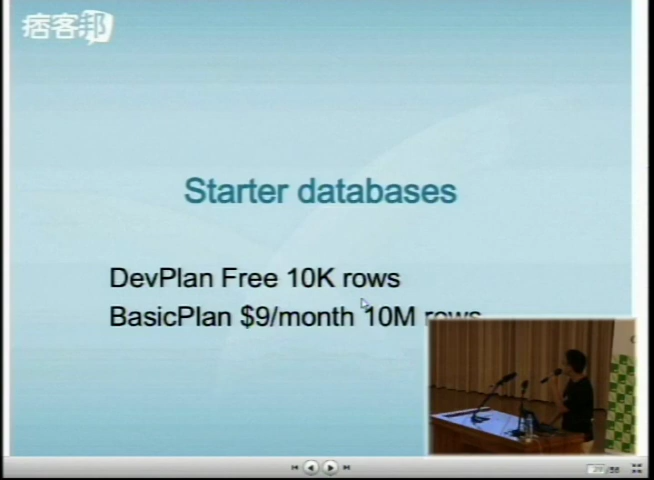 痞客邦
Starter databases
DevPlan Free 10K rows
BasicPlan $9/month 10M rows